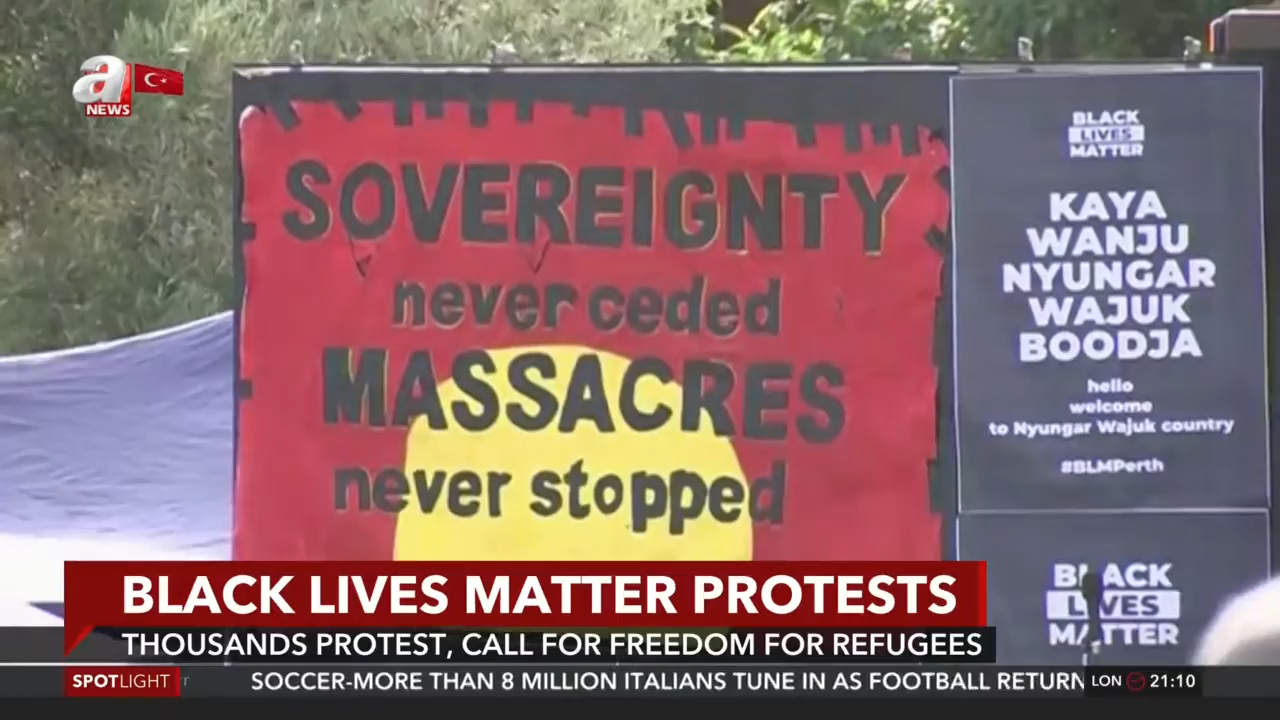 a
NEWS
SOVEREIGNTY
never ceded
MASSACRES
never stopped
BLACK
LIVES
MATTER
KAYA
WANJU
NYUNGAR
WAJUK
BOODJA
hello
welcome
to Nyungar Wajuk country
#BLMPerth
BLACK
LIVES
MATTER
BLACK LIVES MATTER PROTESTS
THOUSANDS PROTEST, CALL FOR FREEDOM FOR REFUGEES
SPOTLIGHT SOCCER-MORE THAN 8 MILLION ITALIANS TUNE IN AS FOOTBALL RETURN LON 21:10